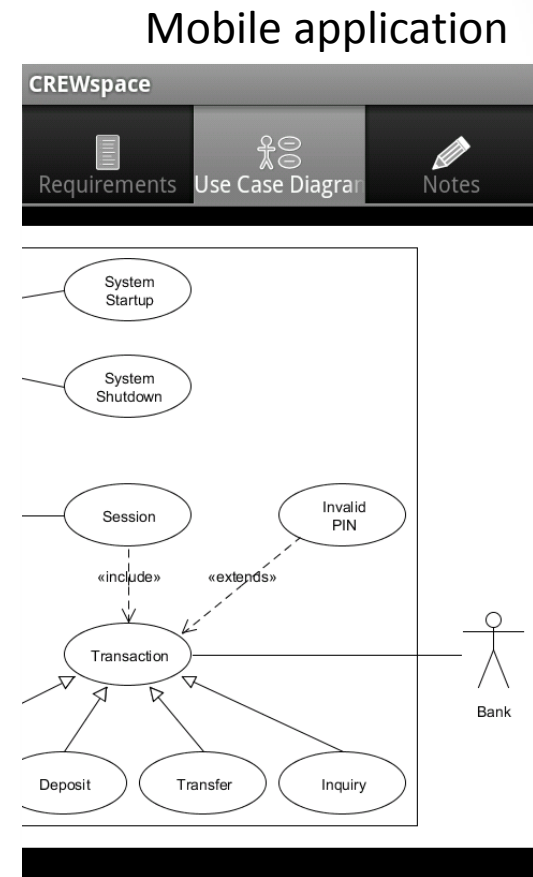 Mobile application
CREWspace
Requirements
Use Case Diagram
Notes
System
Startup
System
Shutdown
Session
Invalid
PIN
«include»
«extends»
Transaction
Bank
Deposit
Transfer
Inquiry